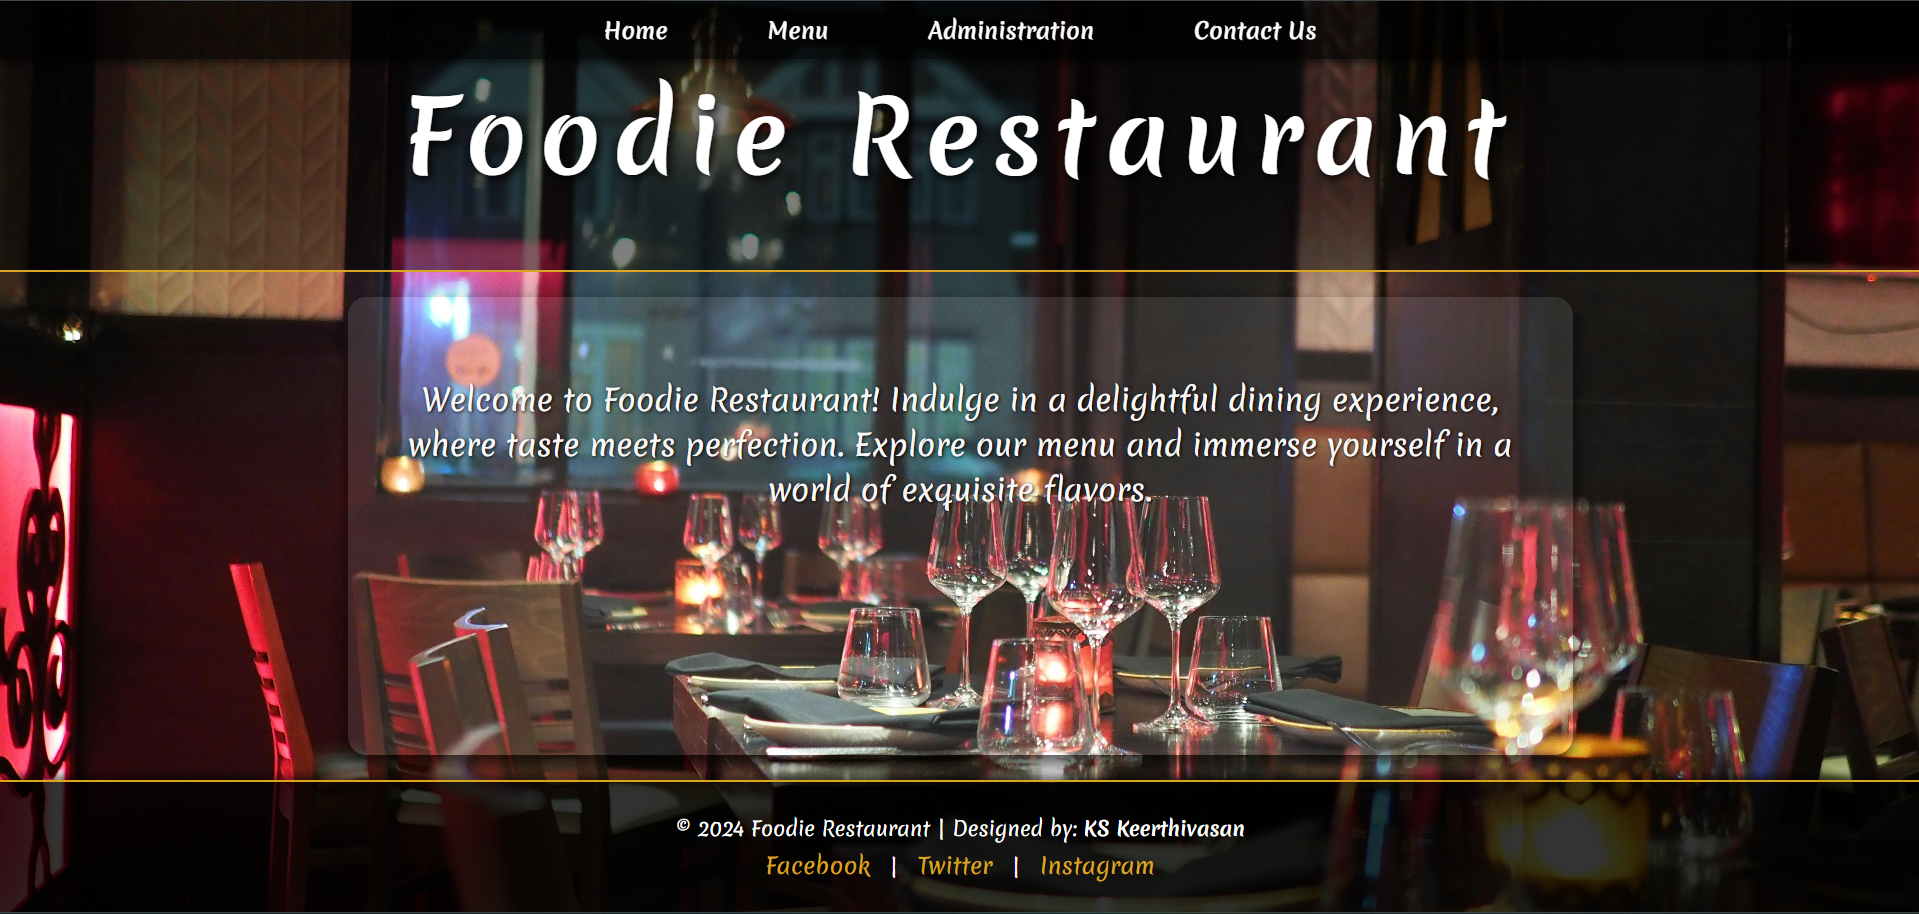 Home Menu Administration Contact Us
Foodie Restaurant
Welcome to Foodie Restaurant! Indulge in a delightful dining experience,
where taste meets perfection. Explore our menu and immerse yourself in a
world of exquisite flavors.
© 2024 Foodie Restaurant | Designed by: KS Keerthivasan
Facebook | Twitter | Instagram